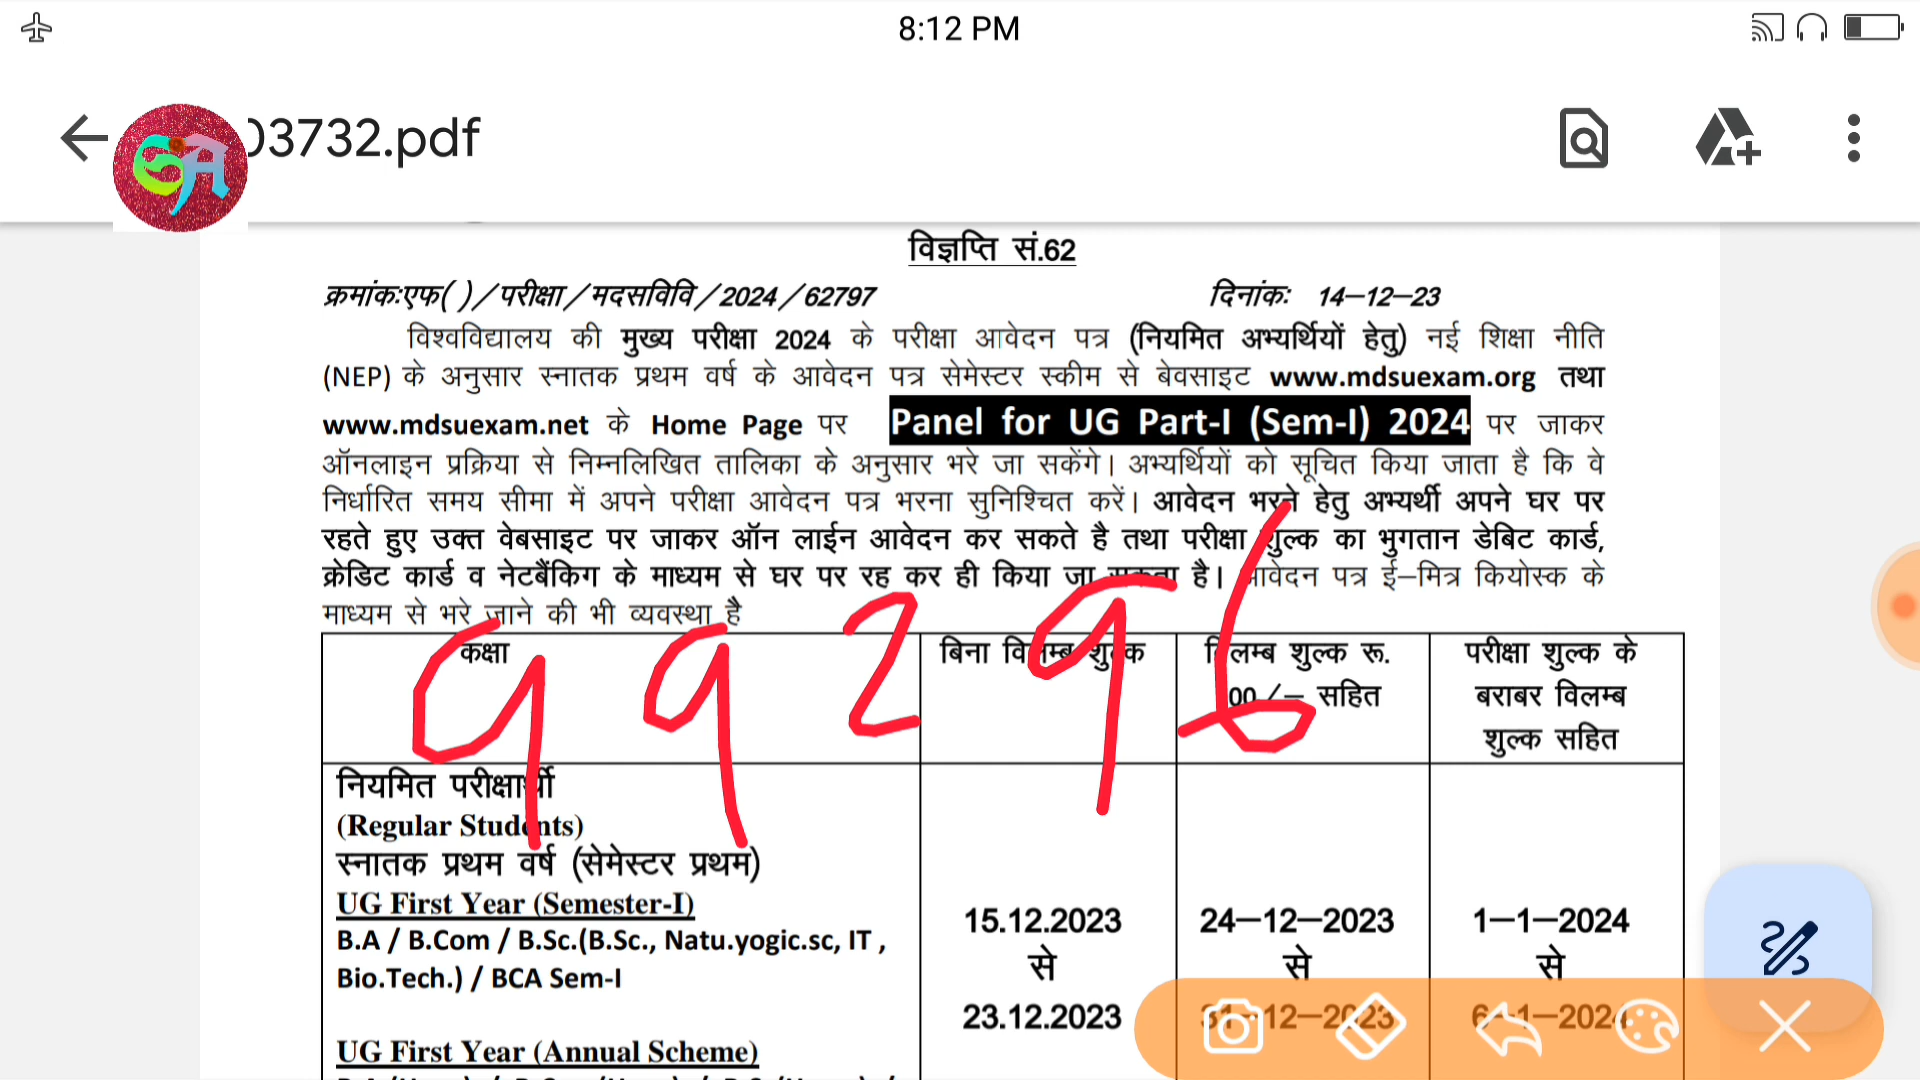 8:12 PM
03732.pdf
विज्ञप्ति सं.62
क्रमांक:एफ( )/परीक्षा/मदसविवि/2024/62797 दिनांक: 14-12-23
विश्वविद्यालय की मुख्य परीक्षा 2024 के परीक्षा आवेदन पत्र (नियमित अभ्यर्थियों हेतु) नई शिक्षा नीति
(NEP) के अनुसार स्नातक प्रथम वर्ष के आवेदन पत्र सेमेस्टर स्कीम से बेवसाइट www.mdsuexam.org तथा
www.mdsuexam.net के Home Page पर Panel for UG Part-I (Sem-I) 2024 पर जाकर
ऑनलाइन प्रक्रिया से निम्नलिखित तालिका के अनुसार भरे जा सकेंगे। अभ्यर्थियों को सूचित किया जाता है कि वे
निर्धारित समय सीमा में अपने परीक्षा आवेदन पत्र भरना सुनिश्चित करें। आवेदन भरने हेतु अभ्यर्थी अपने घर पर
रहते हुए उक्त वेबसाइट पर जाकर ऑन लाईन आवेदन कर सकते है तथा परीक्षा शुल्क का भुगतान डेबिट कार्ड,
क्रेडिट कार्ड व नेटबैंकिग के माध्यम से घर पर रह कर ही किया जा सकता है। आवेदन पत्र ई-मित्र कियोस्क के
माध्यम से भरे जाने की भी व्यवस्था है
99296
कक्षा
बिना विलम्ब शुल्क
विलम्ब शुल्क रू.
00/- सहित
परीक्षा शुल्क के
बराबर विलम्ब
शुल्क सहित
नियमित परीक्षार्थी
(Regular Students)
स्नातक प्रथम वर्ष (सेमेस्टर प्रथम)
UG First Year (Semester-I)
B.A / B.Com / B.Sc.(B.Sc., Natu.yogic.sc, IT ,
Bio.Tech.) / BCA Sem-I
UG First Year (Annual Scheme)
15.12.2023
से
23.12.2023
24-12-2023
से
31-12-2023
1-1-2024
से
6-1-2024